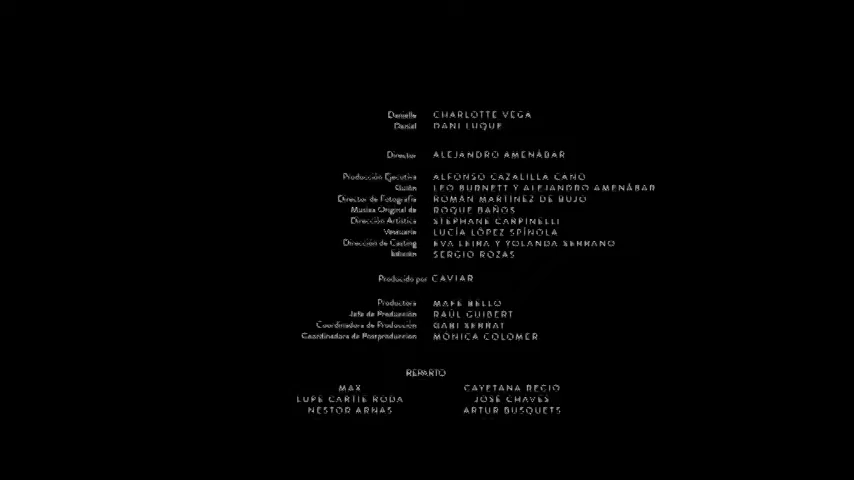 Danielle CHARLOTTE VEGA
Daniel DANI LUQUE
Director ALEJANDRO AMENÁBAR
Producción Ejecutiva ALFONSO CAZALILLA CANO
Guión LEO BURNETT Y ALEJANDRO AMENÁBAR
Director de Fotografía ROMÁN MARTÍNEZ DE BUJO
Música Original de ROQUE BAÑOS
Dirección Artística STEPHANE CARPINELLI
Vestuario LUCÍA LÓPEZ SPÍNOLA
Dirección de Casting EVA LEIRA Y YOLANDA SERRANO
Edición SERGIO ROZAS
Producido por CAVIAR
Productora MAFE BELLO
Jefa de Producción RAÚL GUIBERT
Coordinadora de Producción GABI SERRAT
Coordinadora de Postproduccion MÓNICA COLOMER
REPARTO
MAX CAYETANA RECIO
LUPE CARTIE RODA JOSÉ CHAVES
NESTOR ARNAS ARTUR BUSQUETS